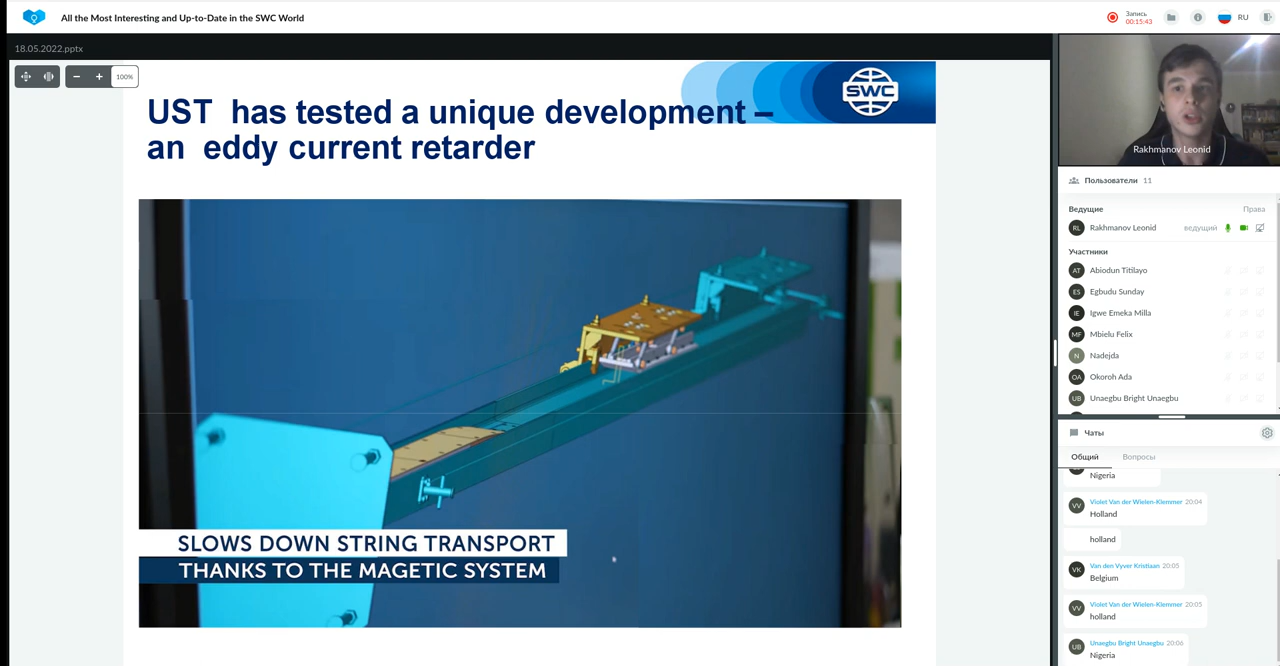 All the Most Interesting and Up-to-Date in the SWC World
Запись
00:15:43
RU
18.05.2022.pptx
100%
UST has tested a unique development –
an eddy current retarder
SWC
SLOWS DOWN STRING TRANSPORT
THANKS TO THE MAGETIC SYSTEM
Rakhmanov Leonid
Пользователи 11
Ведущие Права
RL Rakhmanov Leonid ведущий
Участники
AT Abiodun Titilayo
ES Egbudu Sunday
IE Igwe Emeka Milla
MF Mbielu Felix
N Nadejda
OA Okoroh Ada
UB Unaegbu Bright Unaegbu
Чаты
Общий Вопросы
Nigeria
VV Violet Van der Wielen-Klemmer 20:04
Holland
holland
VK Van den Vyver Kristiaan 20:05
Belgium
VV Violet Van der Wielen-Klemmer 20:05
holland
UB Unaegbu Bright Unaegbu 20:06
Nigeria